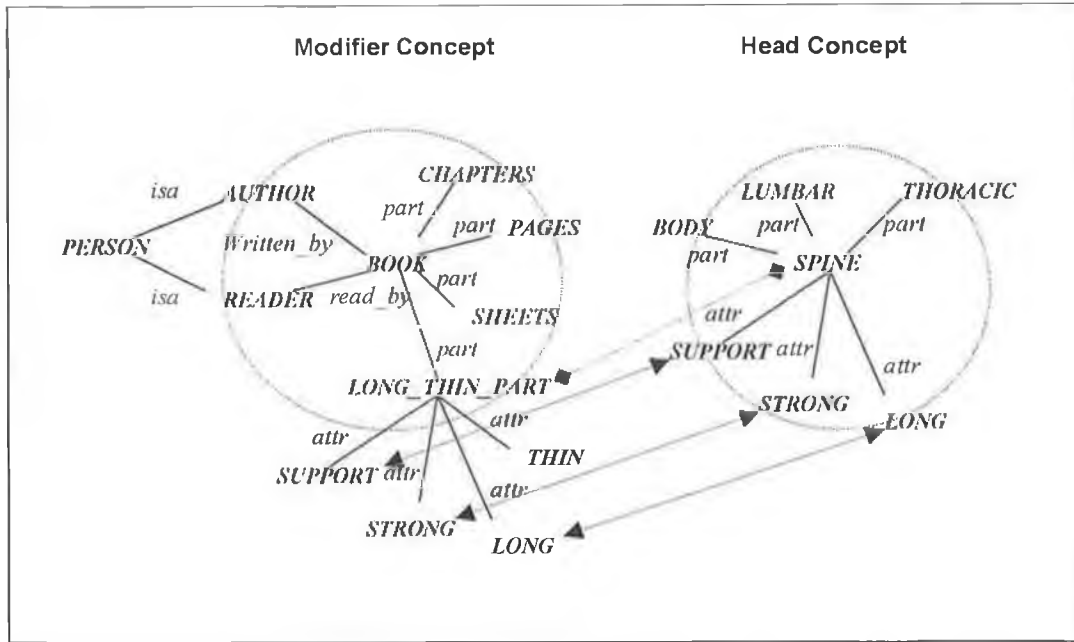 Modifier Concept Head Concept
CHAPTERS LUMBAR THORACIC
isa AUTHOR part part part
PERSON Written_by part PAGES BODY part
BOOK SPINE
isa READER read_by part
SHEETS attr
part SUPPORT attr attr
LONG_THIN_PART
attr STRONG LONG
attr THIN
SUPPORT attr attr
STRONG LONG